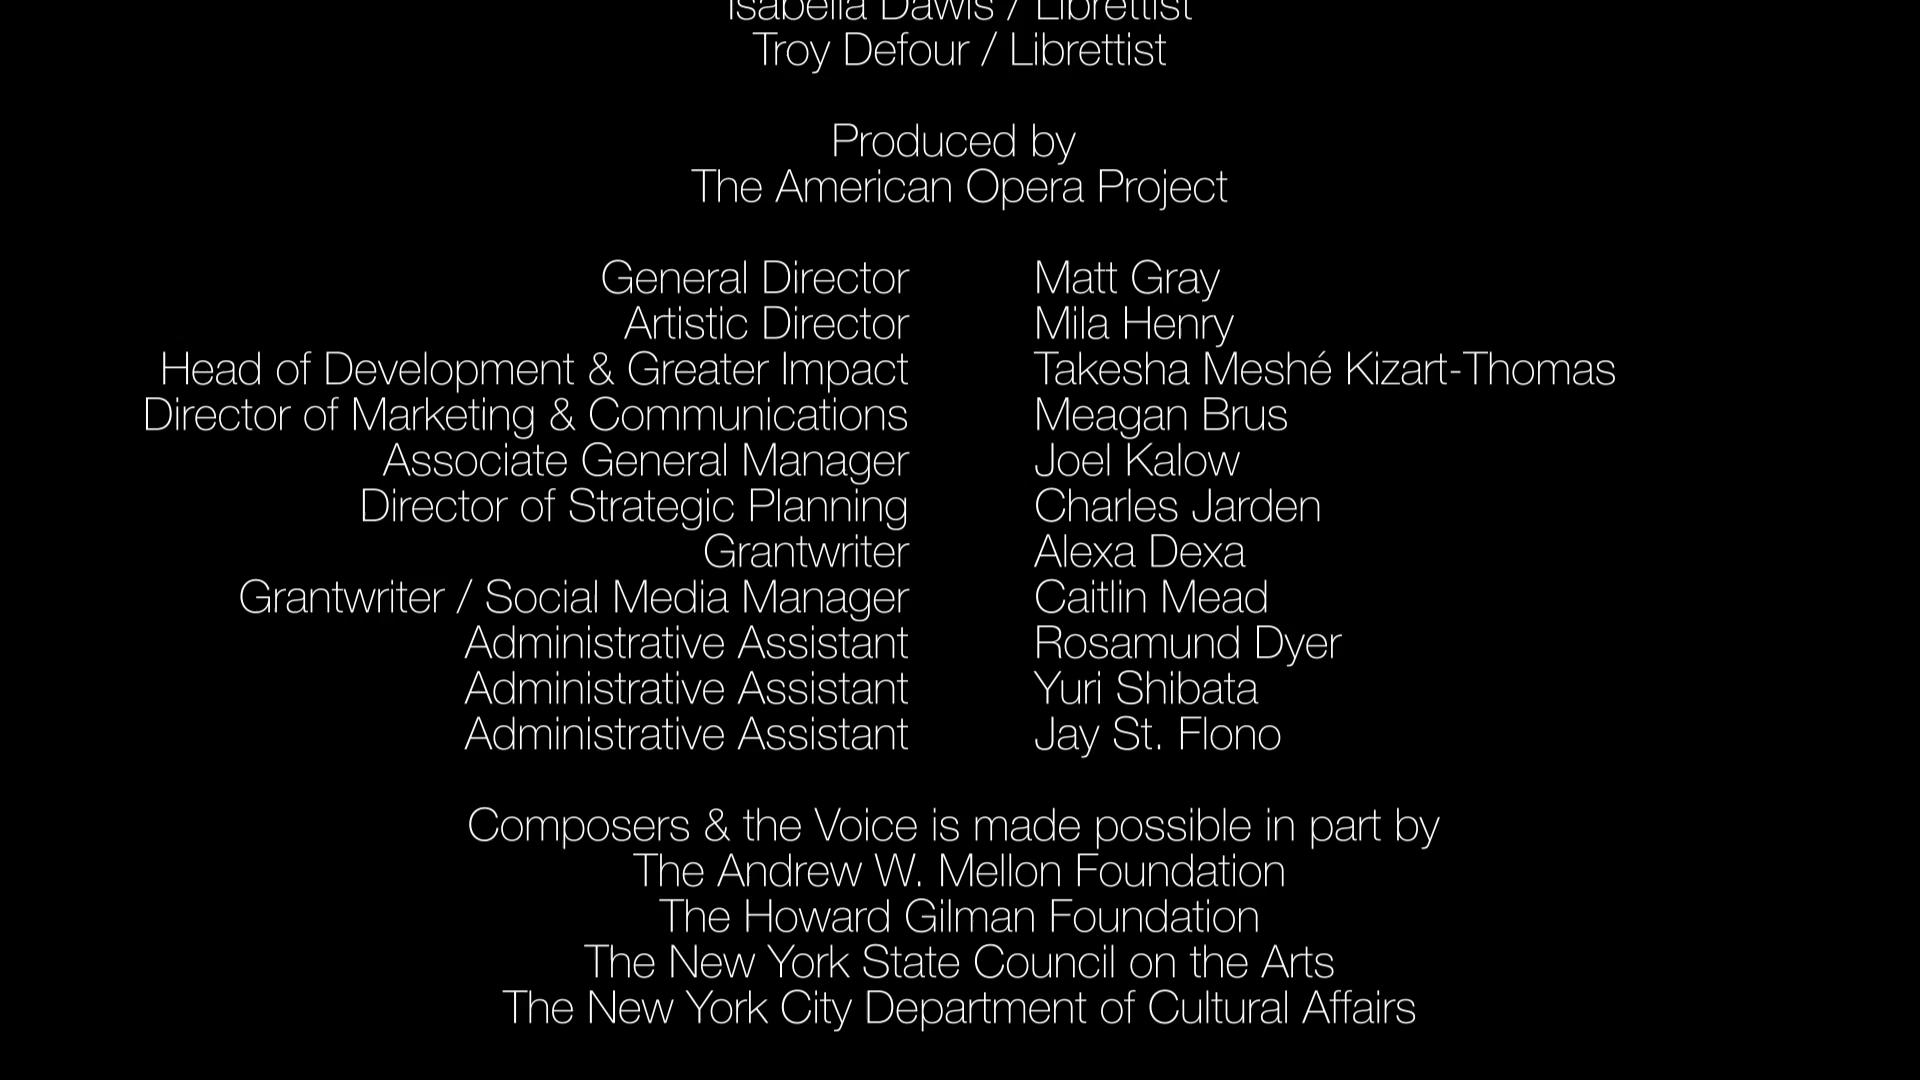 Isabella Dawis / Librettist
Troy Defour / Librettist
Produced by
The American Opera Project
General Director Matt Gray
Artistic Director Mila Henry
Head of Development & Greater Impact Takesha Meshé Kizart-Thomas
Director of Marketing & Communications Meagan Brus
Associate General Manager Joel Kalow
Director of Strategic Planning Charles Jarden
Grantwriter Alexa Dexa
Grantwriter / Social Media Manager Caitlin Mead
Administrative Assistant Rosamund Dyer
Administrative Assistant Yuri Shibata
Administrative Assistant Jay St. Flono
Composers & the Voice is made possible in part by
The Andrew W. Mellon Foundation
The Howard Gilman Foundation
The New York State Council on the Arts
The New York City Department of Cultural Affairs